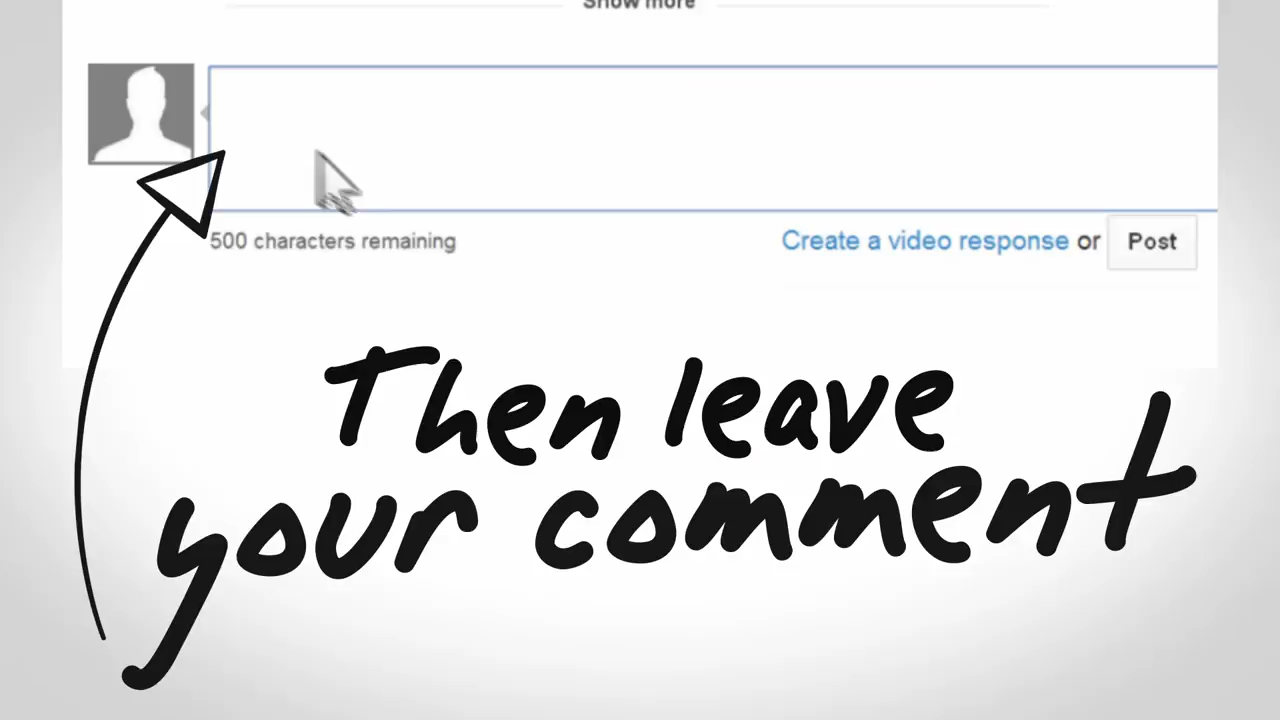 Show more
500 characters remaining
Create a video response or Post
Then leave
your comment